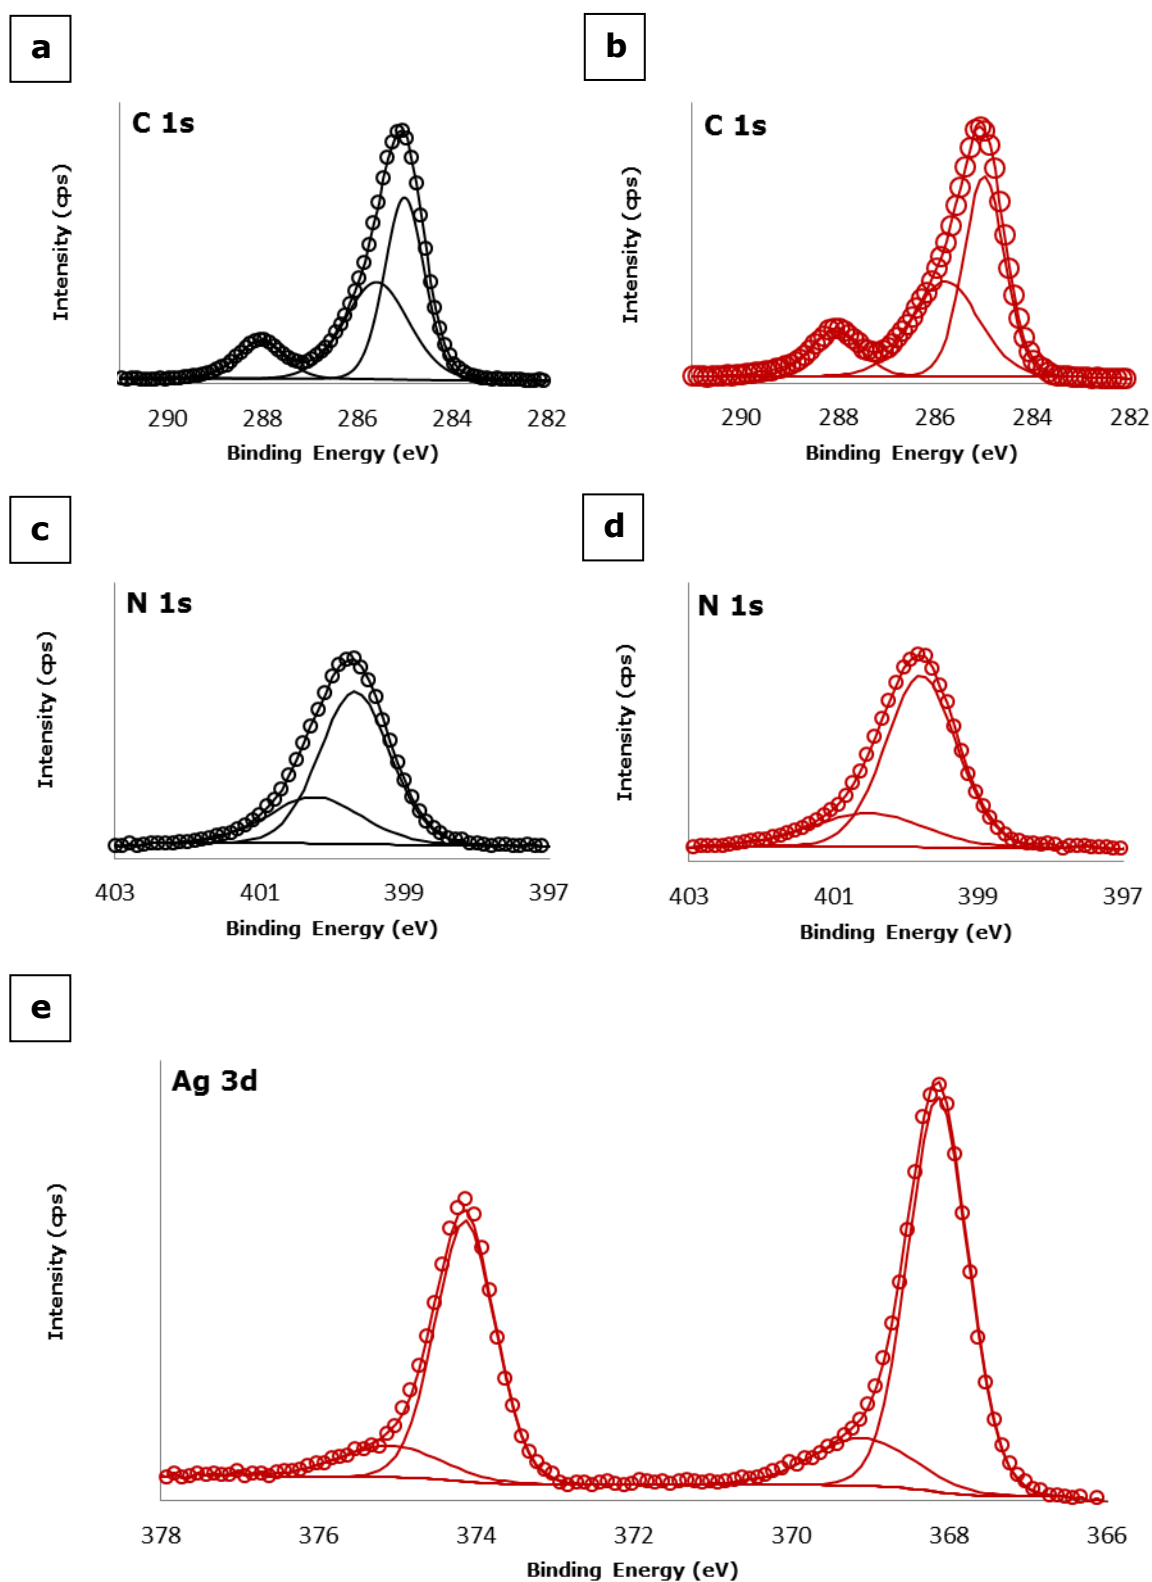 a
b
C 1s
C 1s
Intensity (cps)
Intensity (cps)
290 288 286 284 282
290 288 286 284 282
Binding Energy (eV)
Binding Energy (eV)
c
d
N 1s
N 1s
Intensity (cps)
Intensity (cps)
403 401 399 397
403 401 399 397
Binding Energy (eV)
Binding Energy (eV)
e
Ag 3d
Intensity (cps)
378 376 374 372 370 368 366
Binding Energy (eV)